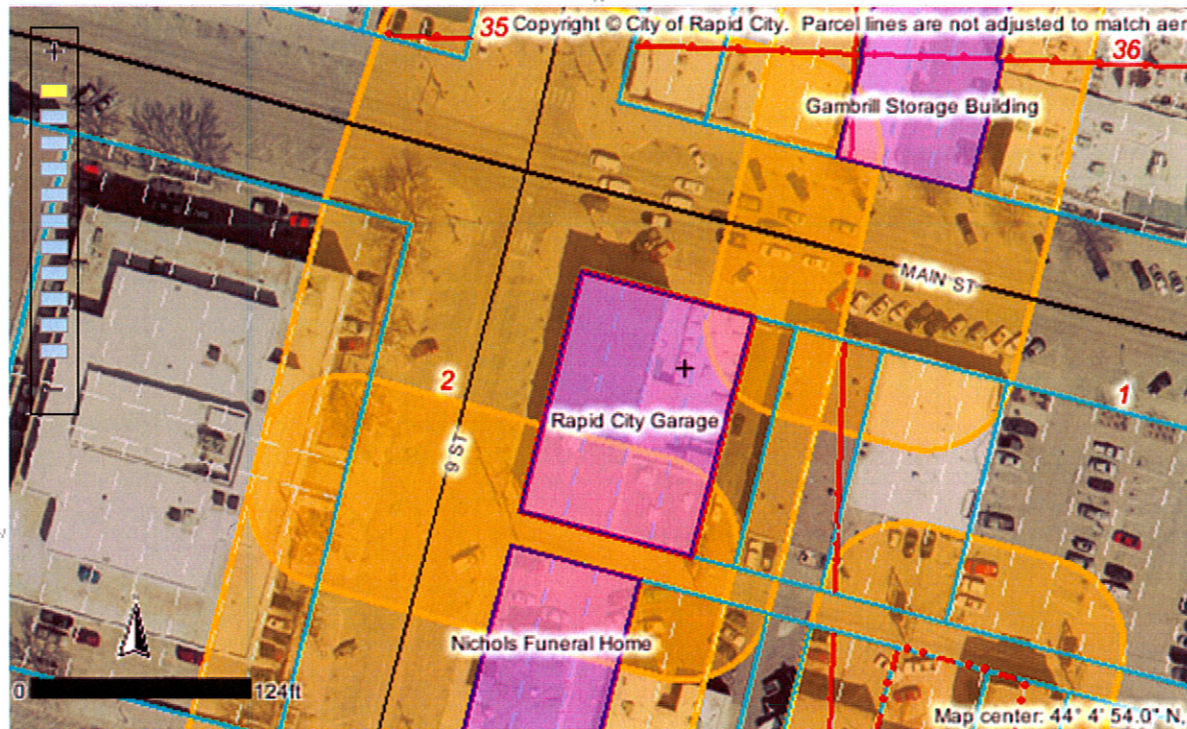 35 Copyright © City of Rapid City. Parcel lines are not adjusted to match aer
36
Gambrill Storage Building
MAIN ST
2
1
Rapid City Garage
9 ST
Nichols Funeral Home
0 124ft
Map center: 44° 4' 54.0" N,